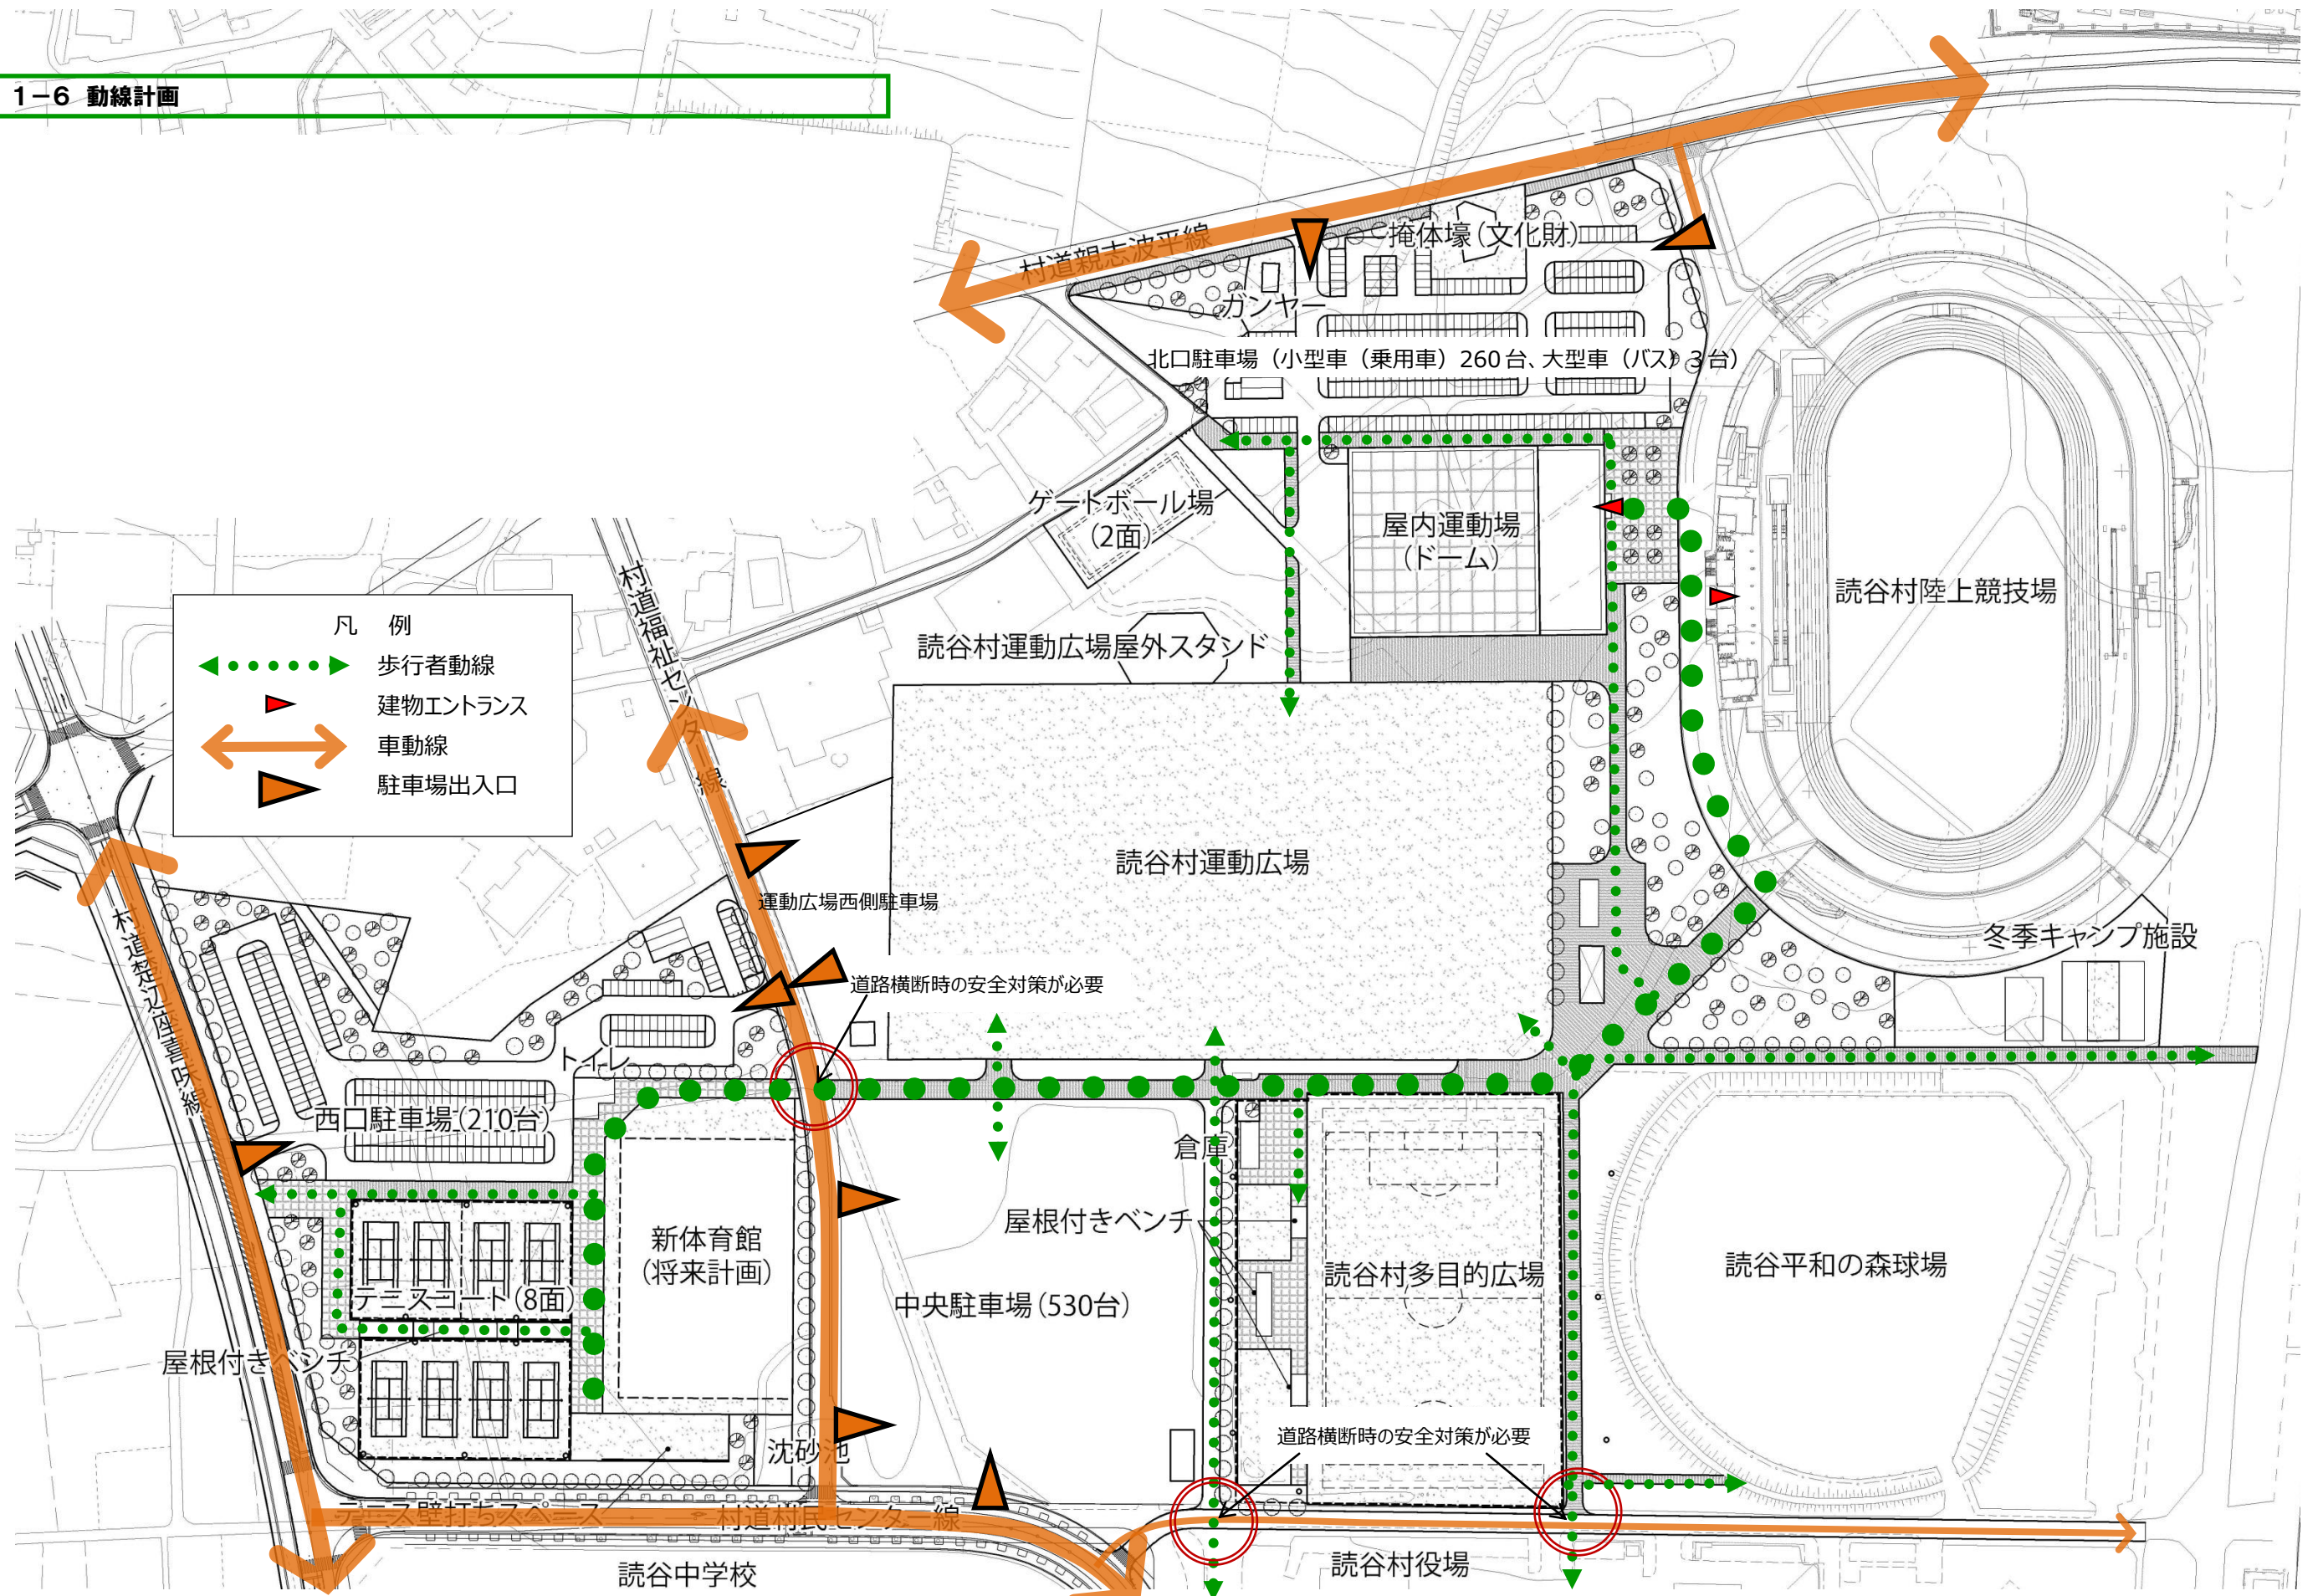 1−6 動線計画
村道親志波平線
掩体壕(文化財)
ガンヤー
北口駐車場（小型車（乗用車）260台、大型車（バス）3台）
ゲートボール場
(2面)
屋内運動場
(ドーム)
読谷村陸上競技場
村道福祉センター線
読谷村運動広場屋外スタンド
凡　例
歩行者動線
建物エントランス
車動線
駐車場出入口
読谷村運動広場
運動広場西側駐車場
道路横断時の安全対策が必要
冬季キャンプ施設
村道楚辺座喜味線
トイレ
西口駐車場(210台)
倉庫
屋根付きベンチ
新体育館
(将来計画)
中央駐車場(530台)
読谷村多目的広場
読谷平和の森球場
テニスコート(8面)
屋根付きベンチ
沈砂池
道路横断時の安全対策が必要
テニス壁打ちスペース
村道村民センター線
読谷中学校
読谷村役場